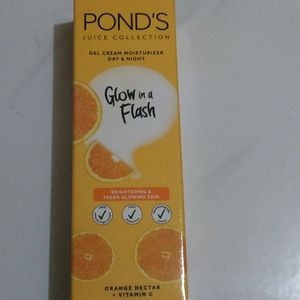 POND'S
JUICE COLLECTION
GEL CREAM MOISTURIZER
DAY & NIGHT
Glow in a
Flash
BRIGHTENING &
FRESH GLOWING SKIN
ORANGE NECTAR
+ VITAMIN C